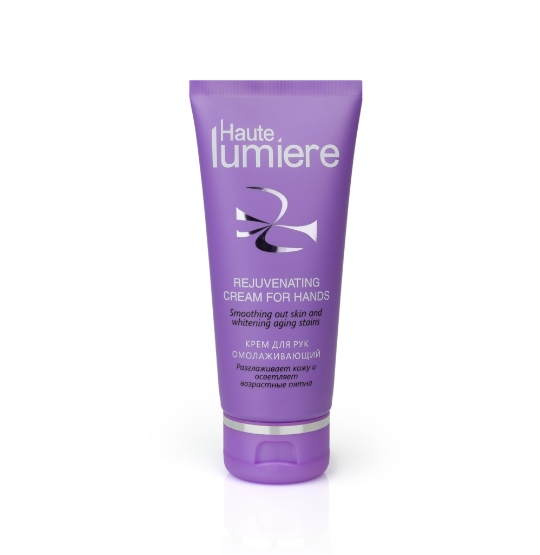 Haute
lumiere
REJUVENATING
CREAM FOR HANDS
Smoothing out skin and
whitening aging stains
КРЕМ ДЛЯ РУК
ОМОЛАЖИВАЮЩИЙ
Разглаживает кожу и
осветляет
возрастные пятна